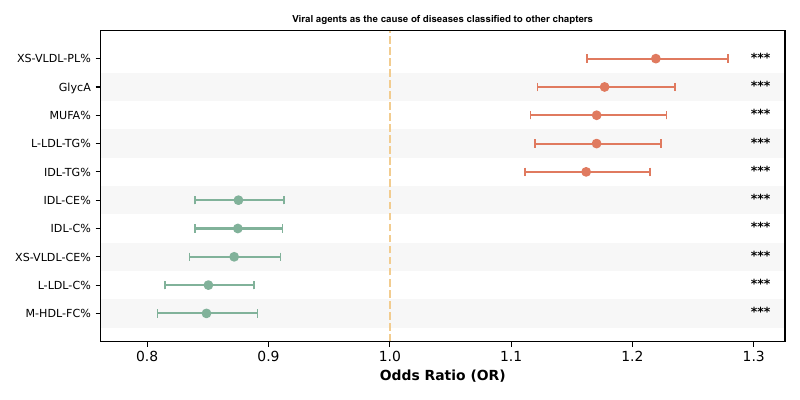 Viral agents as the cause of diseases classified to other chapters
XS-VLDL-PL% ***
GlycA ***
MUFA% ***
L-LDL-TG% ***
IDL-TG% ***
IDL-CE% ***
IDL-C% ***
XS-VLDL-CE% ***
L-LDL-C% ***
M-HDL-FC% ***
0.8 0.9 1.0 1.1 1.2 1.3
Odds Ratio (OR)